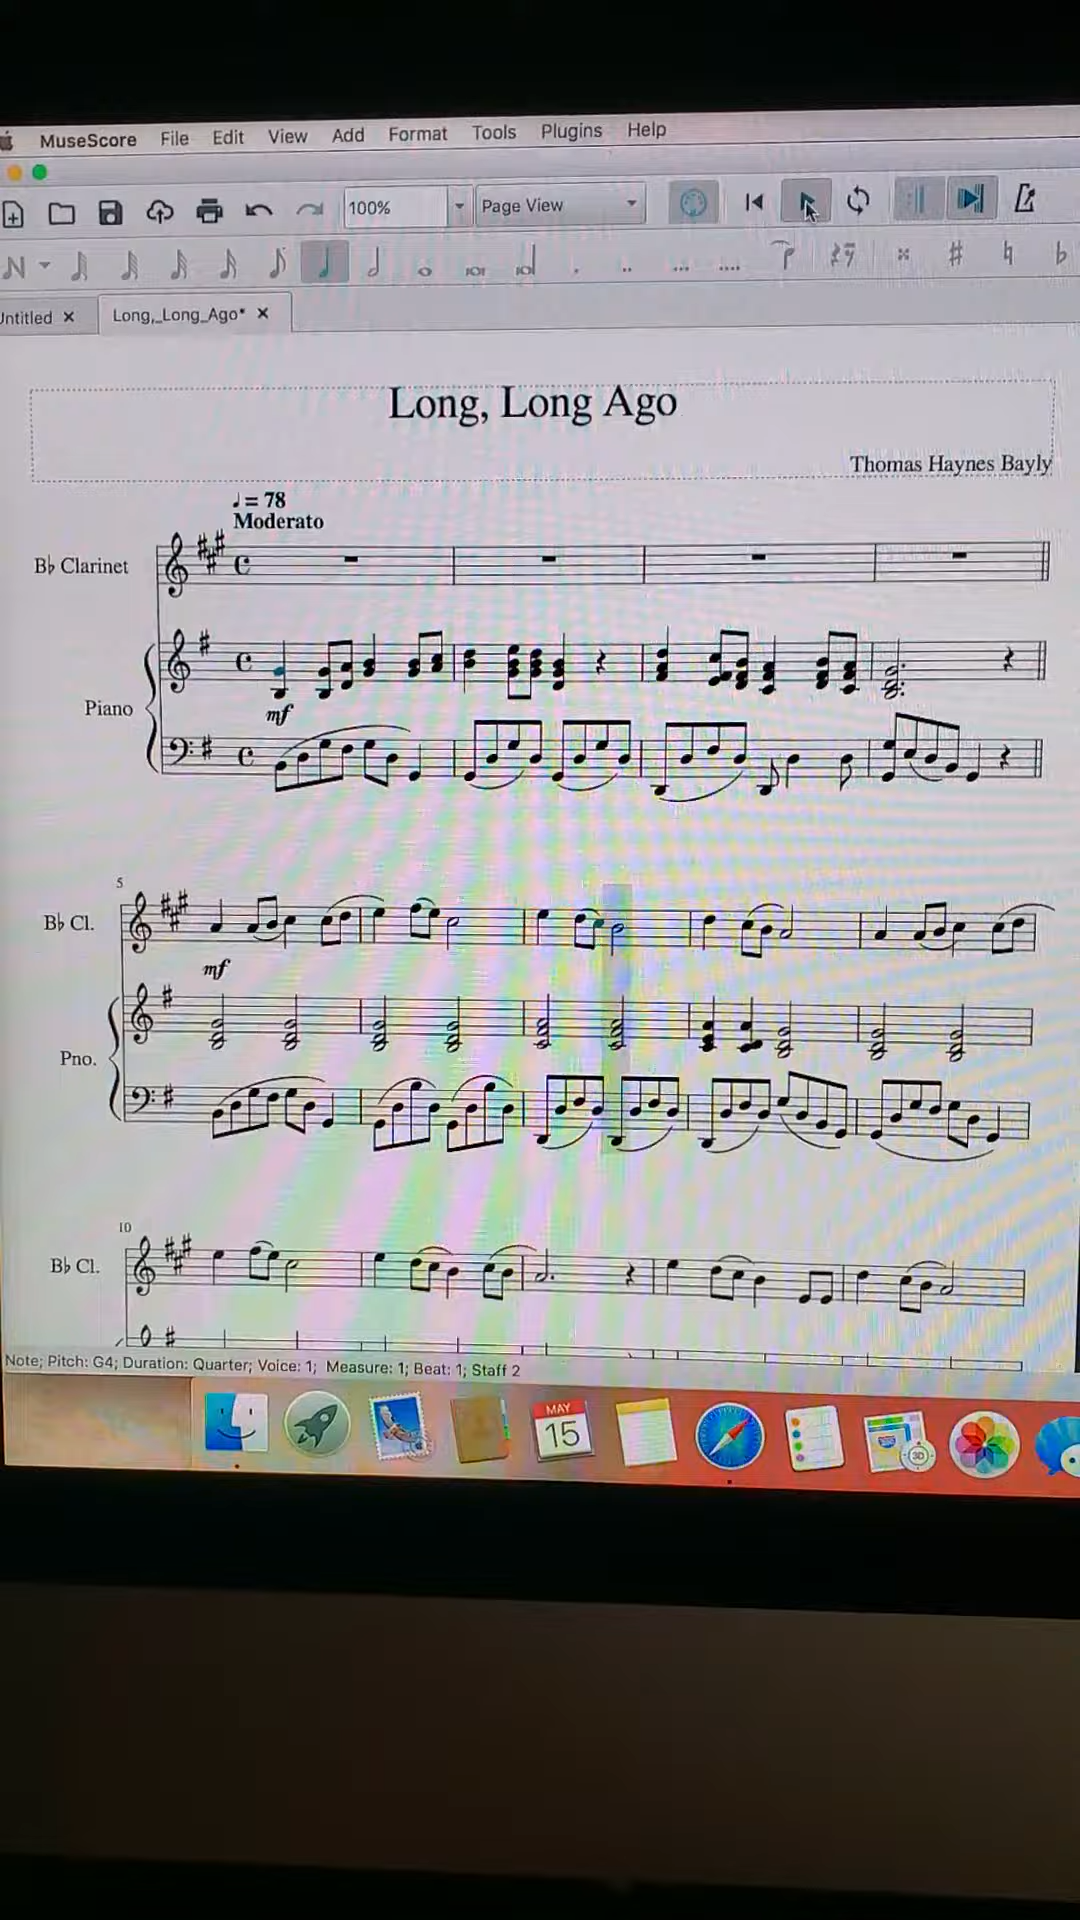 MuseScore File Edit View Add Format Tools Plugins Help
100% Page View
Untitled × Long,_Long_Ago* ×
Long, Long Ago
Thomas Haynes Bayly
♩ = 78
Moderato
B♭ Clarinet
Piano
mf
5
B♭ Cl.
mf
Pno.
10
B♭ Cl.
Note; Pitch: G4; Duration: Quarter; Voice: 1; Measure: 1; Beat: 1; Staff 2
MAY
15
3D